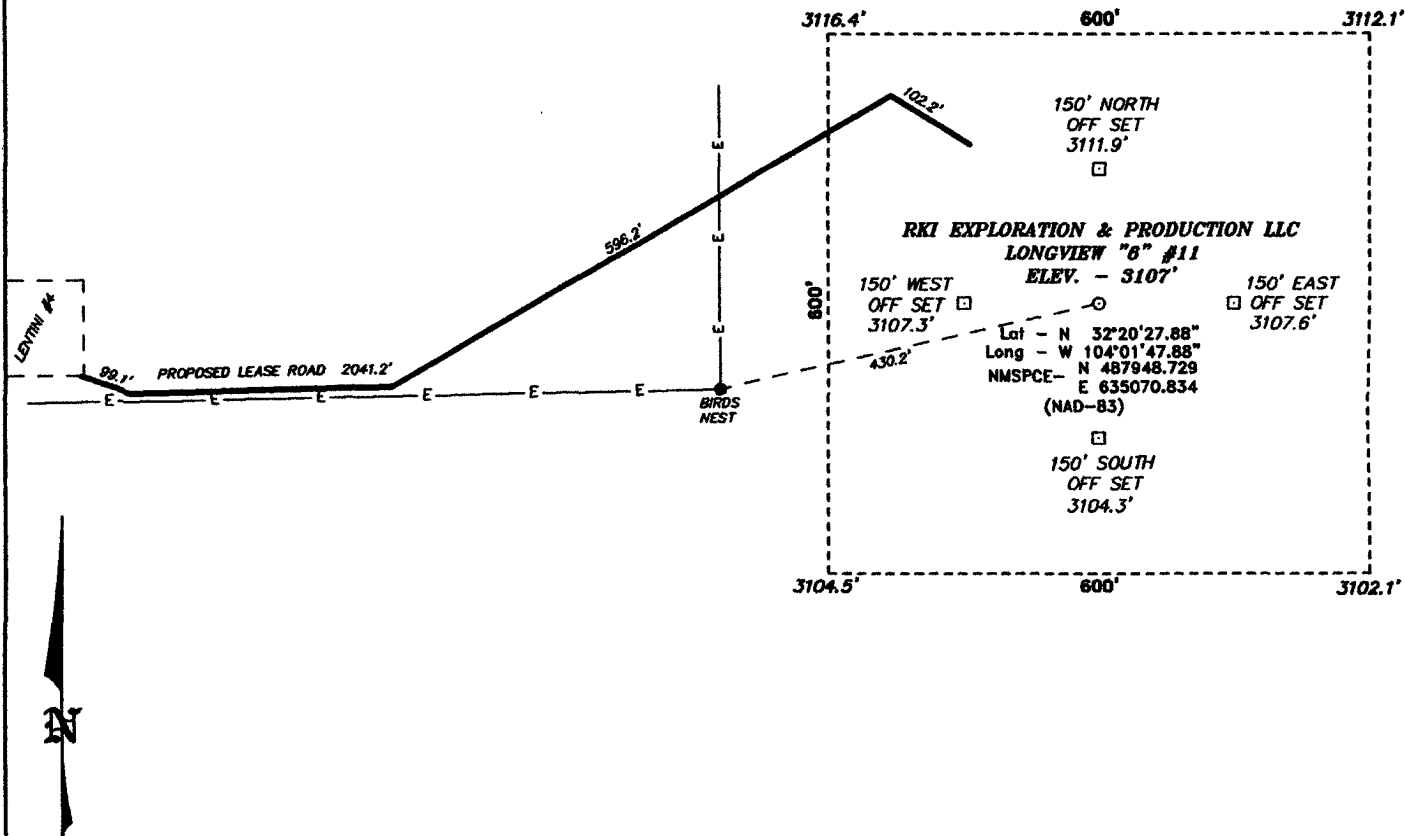 3116.4' 600' 3112.1'
102.2'
150' NORTH
OFF SET
3111.9'
E
596.2'
E
RKI EXPLORATION & PRODUCTION LLC
LONGVIEW "6" #11
ELEV. - 3107'
LENTINI #4
600'
150' WEST
OFF SET
3107.3'
150' EAST
OFF SET
3107.6'
E
Lat - N 32°20'27.88"
Long - W 104°01'47.88"
NMSPCE- N 487948.729
E 635070.834
(NAD-83)
430.2'
99.1'
PROPOSED LEASE ROAD 2041.2'
E E E E E E
BIRDS
NEST
150' SOUTH
OFF SET
3104.3'
3104.5' 600' 3102.1'
N